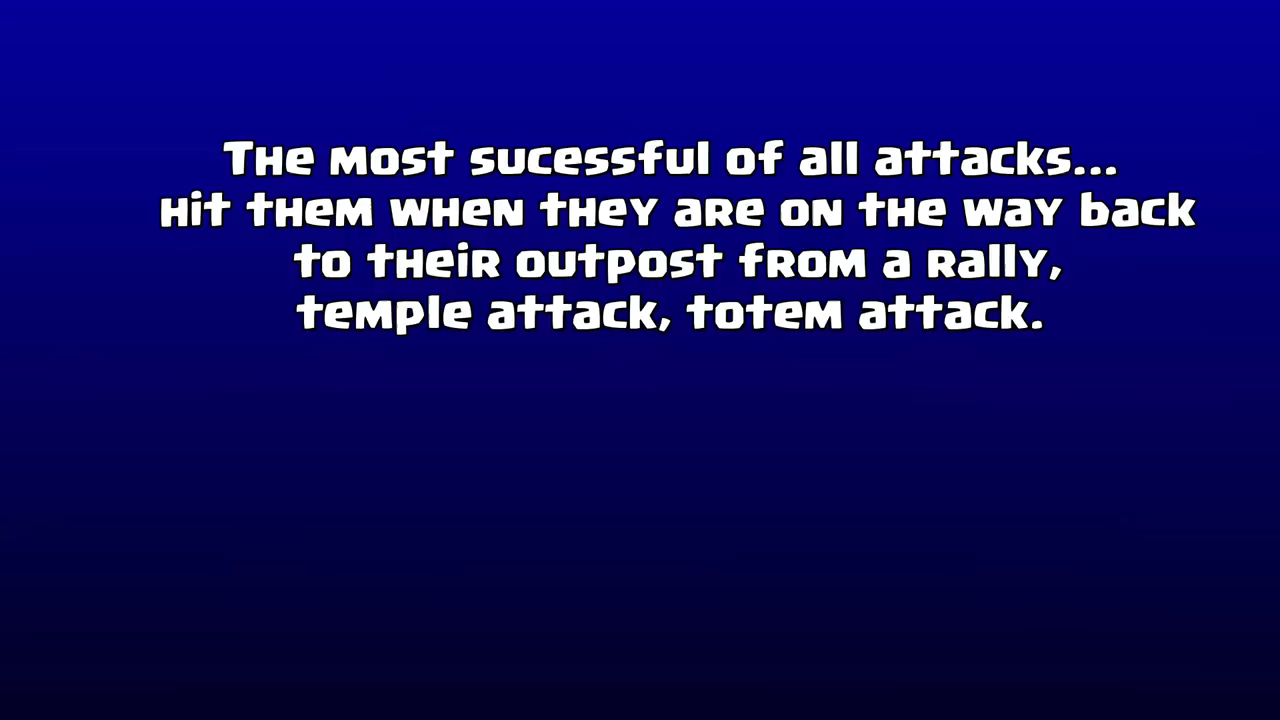 The most sucessful of all attacks...
Hit them when they are on the way back
to their outpost from a rally,
temple attack, totem attack.